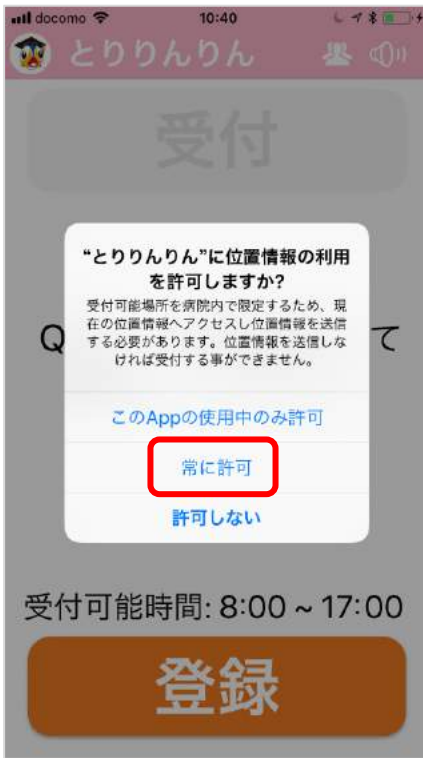 docomo 10:40
とりりんりん
受付
“とりりんりん”に位置情報の利用
を許可しますか?
受付可能場所を病院内で限定するため、現
在の位置情報へアクセスし位置情報を送信
する必要があります。位置情報を送信しな
ければ受付する事ができません。
Q て
このAppの使用中のみ許可
常に許可
許可しない
受付可能時間: 8:00 ~ 17:00
登録